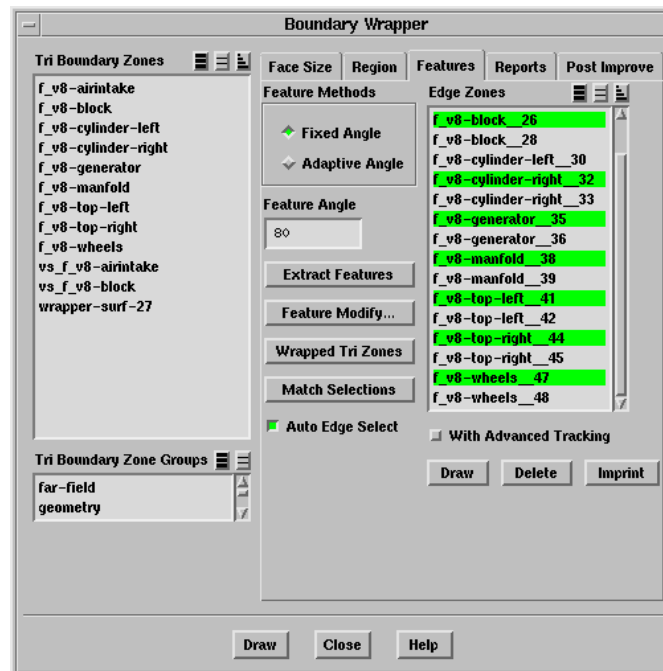 Boundary Wrapper
Tri Boundary Zones
f_v8-airintake
f_v8-block
f_v8-cylinder-left
f_v8-cylinder-right
f_v8-generator
f_v8-manfold
f_v8-top-left
f_v8-top-right
f_v8-wheels
vs_f_v8-airintake
vs_f_v8-block
wrapper-surf-27
Tri Boundary Zone Groups
far-field
geometry
Face Size Region Features Reports Post Improve
Feature Methods
Fixed Angle
Adaptive Angle
Feature Angle
80
Extract Features
Feature Modify...
Wrapped Tri Zones
Match Selections
Auto Edge Select
Edge Zones
f_v8-block__26
f_v8-block__28
f_v8-cylinder-left__30
f_v8-cylinder-right__32
f_v8-cylinder-right__33
f_v8-generator__35
f_v8-generator__36
f_v8-manfold__38
f_v8-manfold__39
f_v8-top-left__41
f_v8-top-left__42
f_v8-top-right__44
f_v8-top-right__45
f_v8-wheels__47
f_v8-wheels__48
With Advanced Tracking
Draw Delete Imprint
Draw Close Help